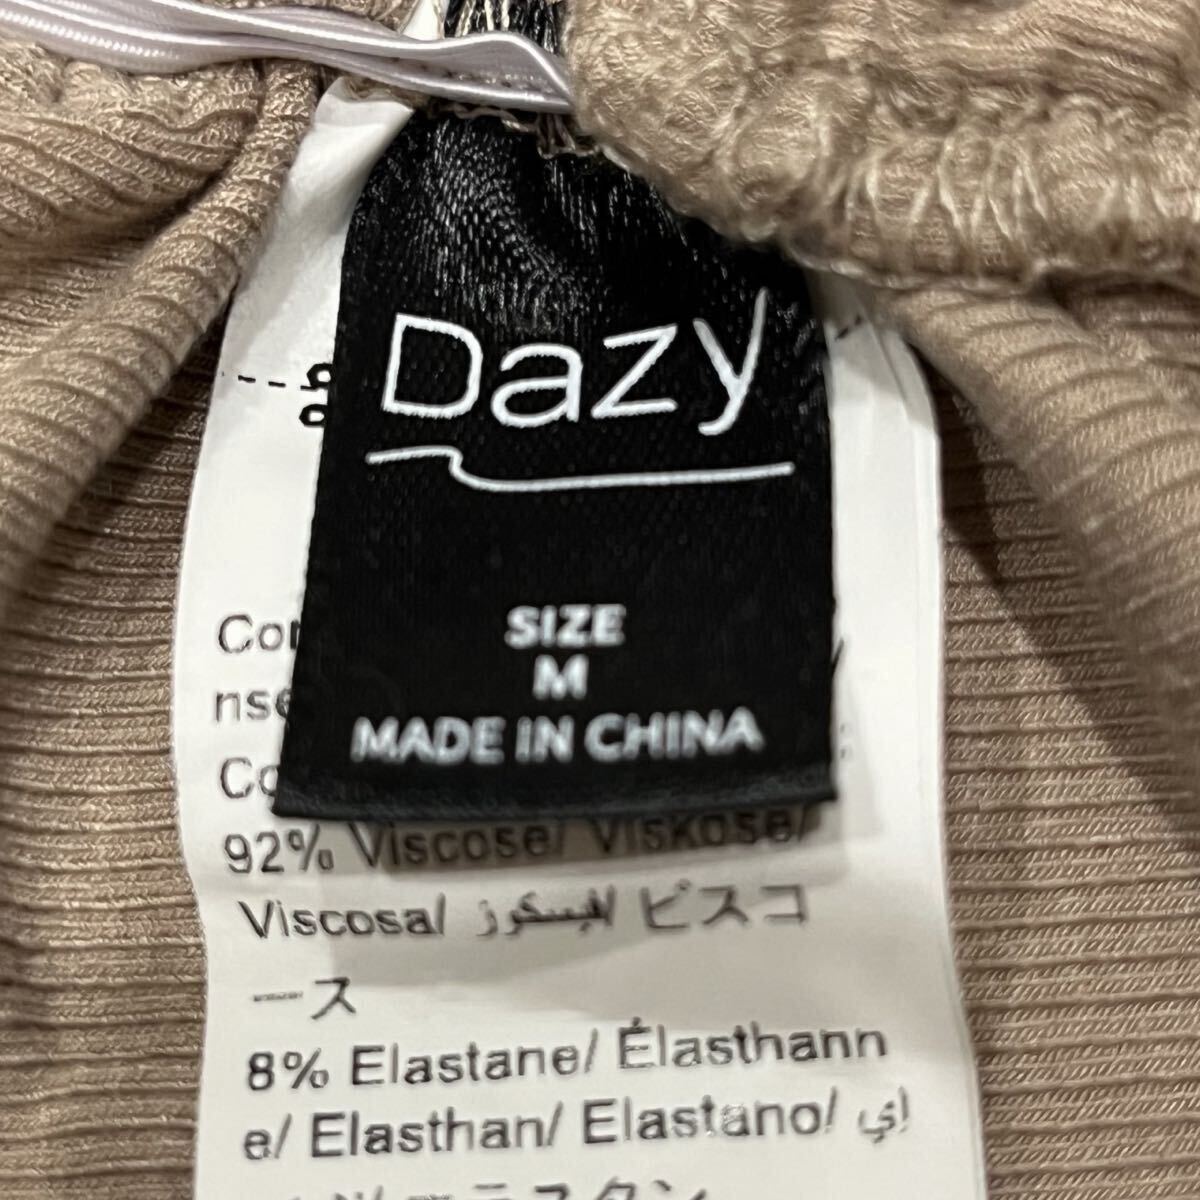 Dazy
SIZE
M
MADE IN CHINA
92% Viscose/ Viskose/
Viscosa/ ビスコ
ース
8% Elastane/ Élasthann
e/ Elasthan/ Elastano/ اي